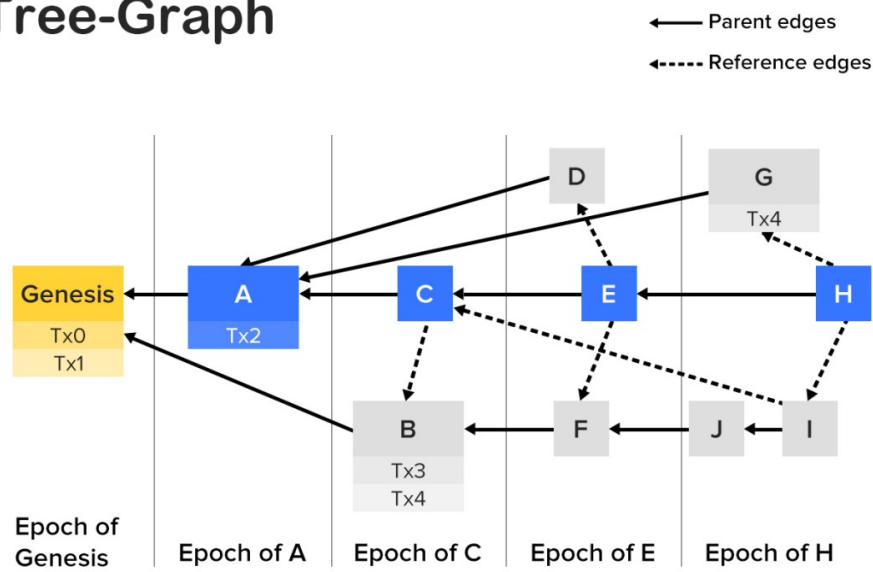 Tree-Graph
Parent edges
Reference edges
D
G
Tx4
Genesis
Tx0
Tx1
A
Tx2
C
E
H
B
Tx3
Tx4
F
J
I
Epoch of
Genesis
Epoch of A
Epoch of C
Epoch of E
Epoch of H